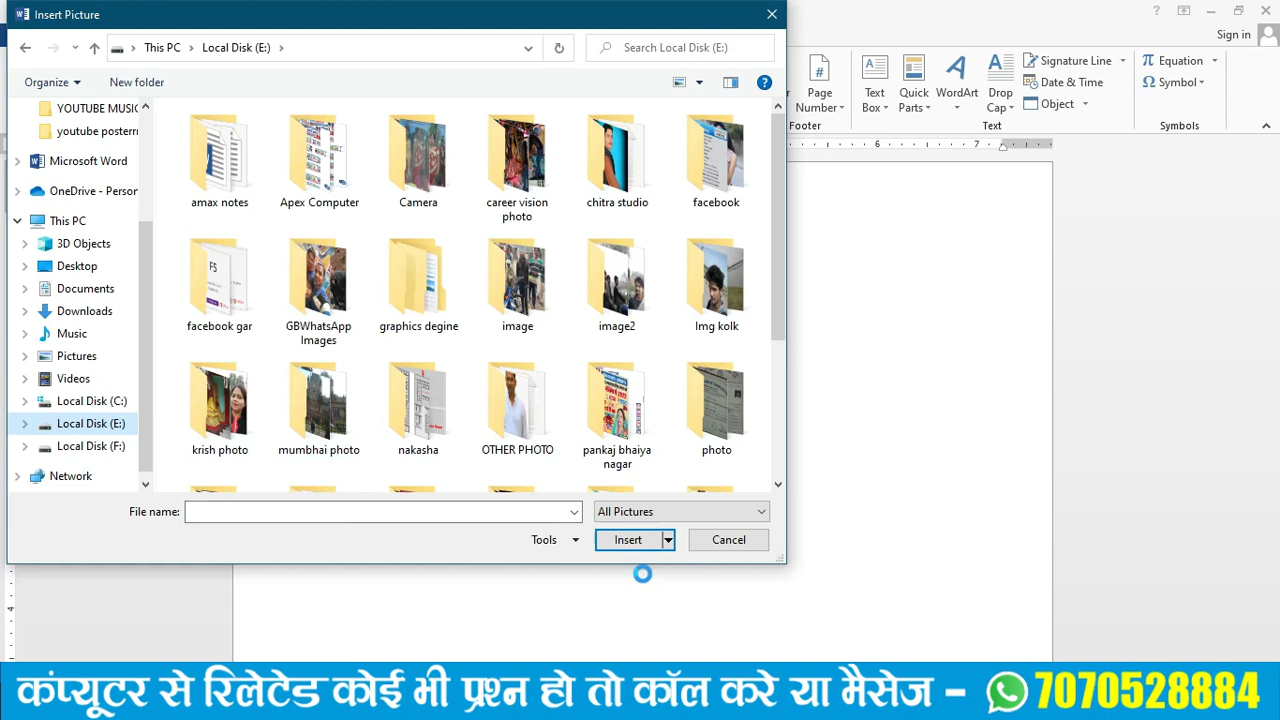 Insert Picture
Sign in
This PC
Local Disk (E:)
Search Local Disk (E:)
Organize
New folder
Page Number
Text Box
Quick Parts
WordArt
Drop Cap
Signature Line
Date & Time
Object
Equation
Symbol
Footer
Text
Symbols
6
7
YOUTUBE MUSIC
youtube posterrr
Microsoft Word
OneDrive - Person
This PC
3D Objects
Desktop
Documents
Downloads
Music
Pictures
Videos
Local Disk (C:)
Local Disk (E:)
Local Disk (F:)
Network
amax notes
Apex Computer
Camera
career vision photo
chitra studio
facebook
facebook gar
GBWhatsApp Images
graphics degine
image
image2
Img kolk
krish photo
mumbhai photo
nakasha
OTHER PHOTO
pankaj bhaiya nagar
photo
File name:
All Pictures
Tools
Insert
Cancel
4
कंप्यूटर से रिलेटेड कोई भी प्रश्न हो तो कॉल करे या मैसेज – 7070528884